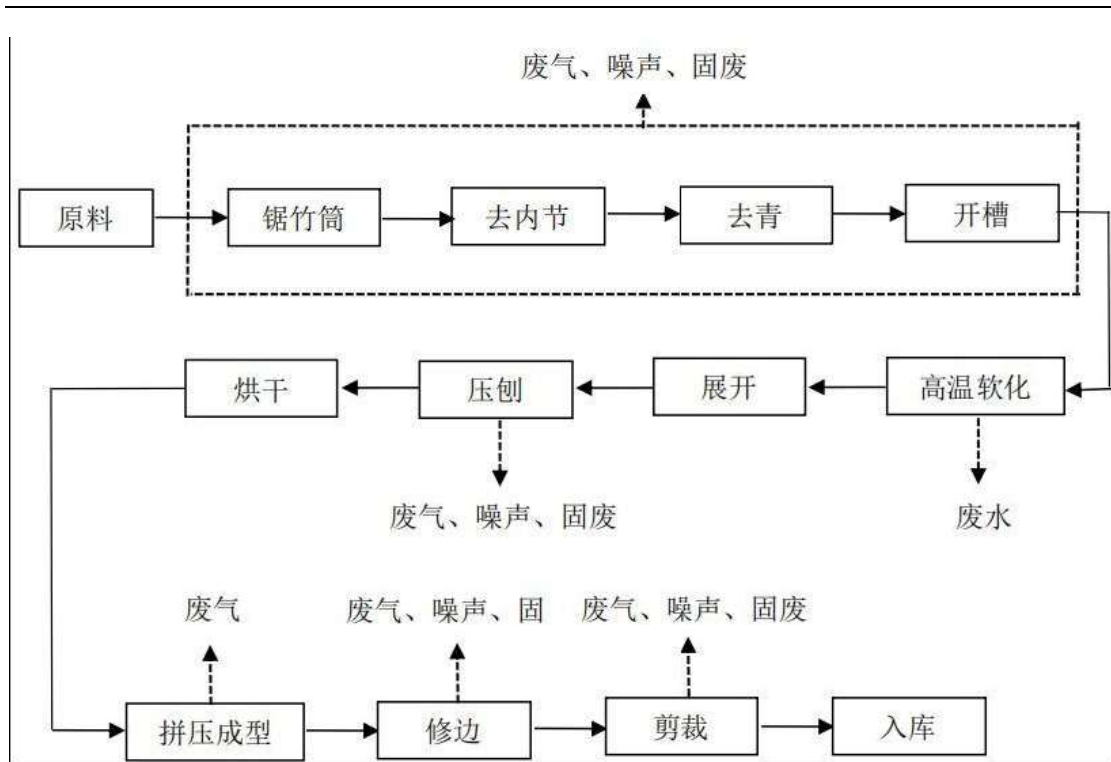 废气、噪声、固废
原料
锯竹筒
去内节
去青
开槽
烘干
压刨
展开
高温软化
废气、噪声、固废
废水
废气
废气、噪声、固
废气、噪声、固废
拼压成型
修边
剪裁
入库